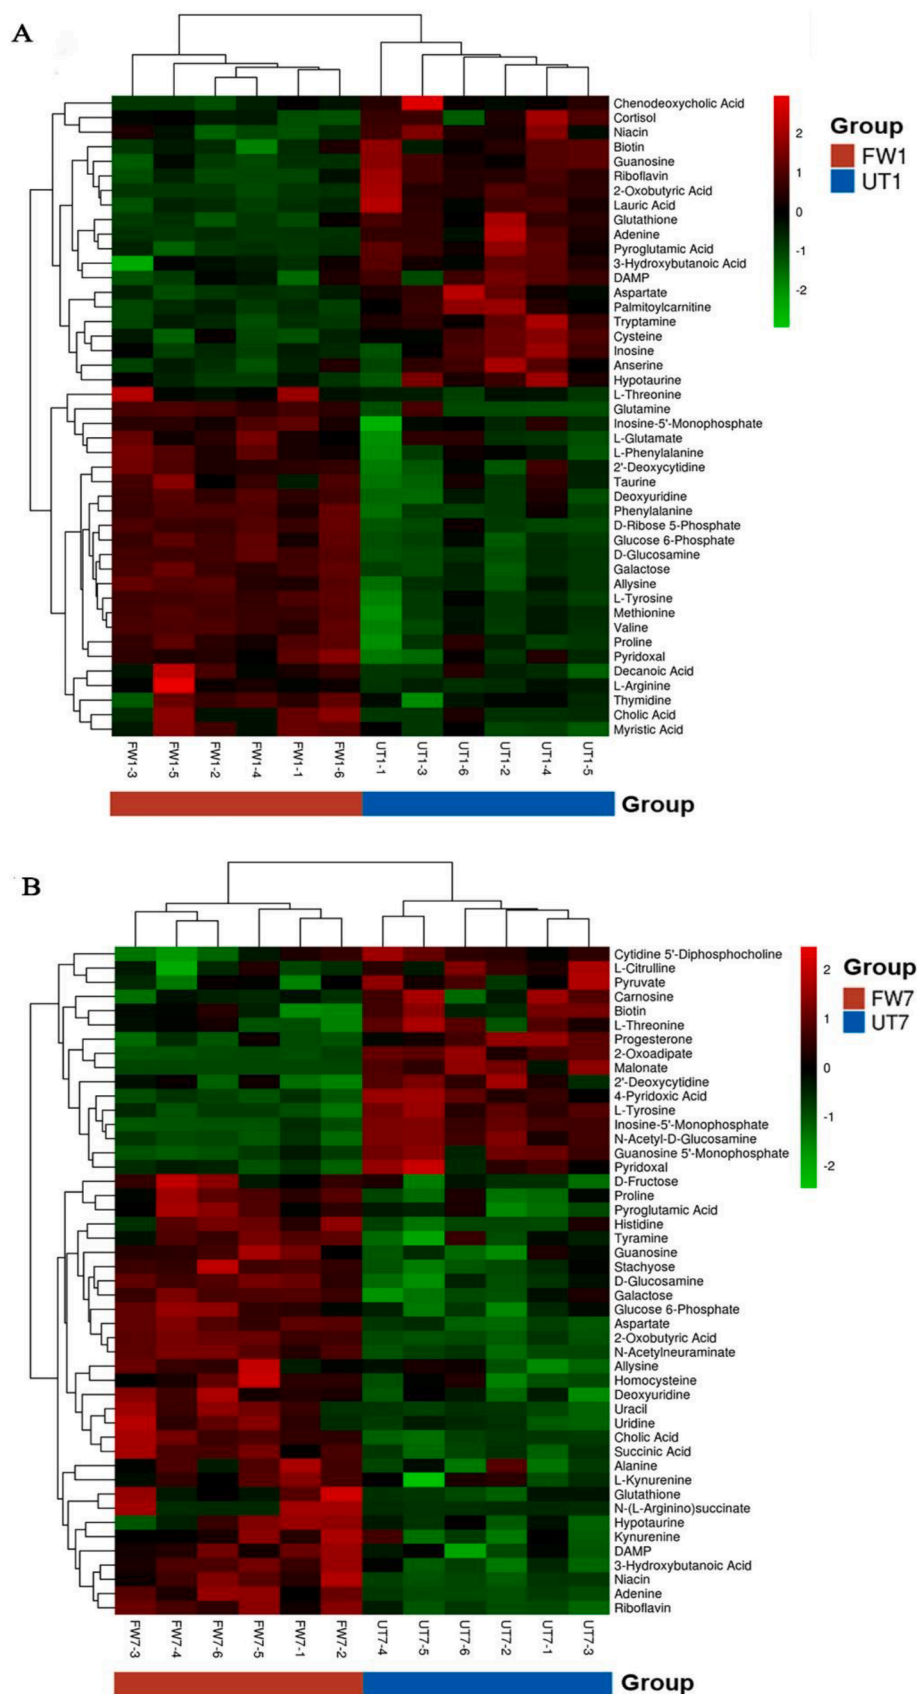 A
Chenodeoxycholic Acid
Cortisol
Niacin
Biotin
Guanosine
Riboflavin
2-Oxobutyric Acid
Lauric Acid
Glutathione
Adenine
Pyroglutamic Acid
3-Hydroxybutanoic Acid
DAMP
Aspartate
Palmitoylcarnitine
Tryptamine
Cysteine
Inosine
Anserine
Hypotaurine
L-Threonine
Glutamine
Inosine-5'-Monophosphate
L-Glutamate
L-Phenylalanine
2'-Deoxycytidine
Taurine
Deoxyuridine
Phenylalanine
D-Ribose 5-Phosphate
Glucose 6-Phosphate
D-Glucosamine
Galactose
Allysine
L-Tyrosine
Methionine
Valine
Proline
Pyridoxal
Decanoic Acid
L-Arginine
Thymidine
Cholic Acid
Myristic Acid
2
1
0
-1
-2
Group
FW1
UT1
FW1-3
FW1-5
FW1-2
FW1-4
FW1-1
FW1-6
UT1-1
UT1-3
UT1-6
UT1-2
UT1-4
UT1-5
Group
B
Cytidine 5'-Diphosphocholine
L-Citrulline
Pyruvate
Carnosine
Biotin
L-Threonine
Progesterone
2-Oxoadipate
Malonate
2'-Deoxycytidine
4-Pyridoxic Acid
L-Tyrosine
Inosine-5'-Monophosphate
N-Acetyl-D-Glucosamine
Guanosine 5'-Monophosphate
Pyridoxal
D-Fructose
Proline
Pyroglutamic Acid
Histidine
Tyramine
Guanosine
Stachyose
D-Glucosamine
Galactose
Glucose 6-Phosphate
Aspartate
2-Oxobutyric Acid
N-Acetylneuraminate
Allysine
Homocysteine
Deoxyuridine
Uracil
Uridine
Cholic Acid
Succinic Acid
Alanine
L-Kynurenine
Glutathione
N-(L-Arginino)succinate
Hypotaurine
Kynurenine
DAMP
3-Hydroxybutanoic Acid
Niacin
Adenine
Riboflavin
2
1
0
-1
-2
Group
FW7
UT7
FW7-3
FW7-4
FW7-6
FW7-5
FW7-1
FW7-2
UT7-4
UT7-5
UT7-6
UT7-2
UT7-1
UT7-3
Group